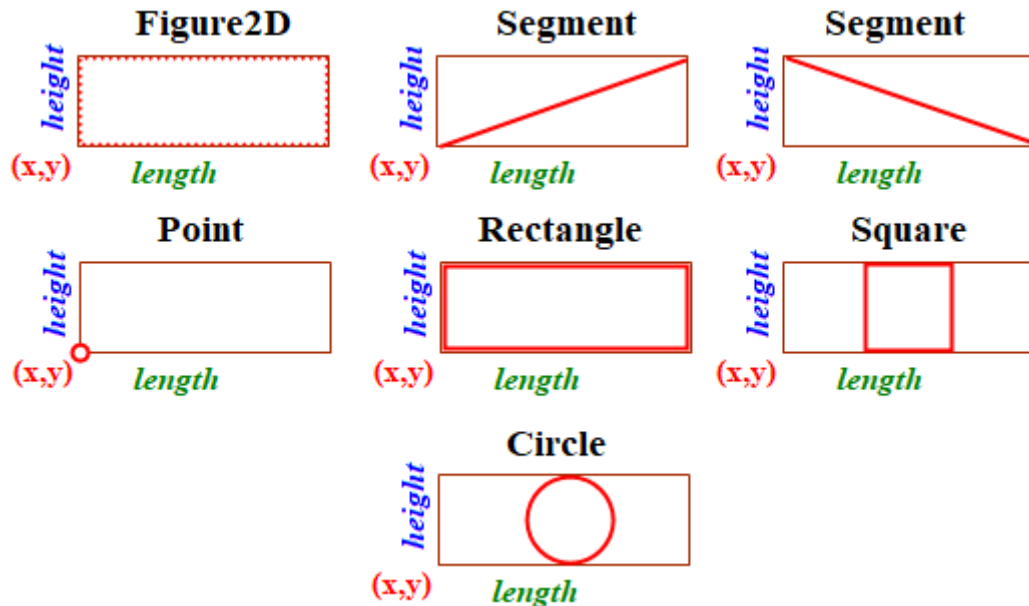 Figure2D
height
(x,y)
length
Segment
height
(x,y)
length
Segment
height
(x,y)
length
Point
height
(x,y)
length
Rectangle
height
(x,y)
length
Square
height
(x,y)
length
Circle
height
(x,y)
length